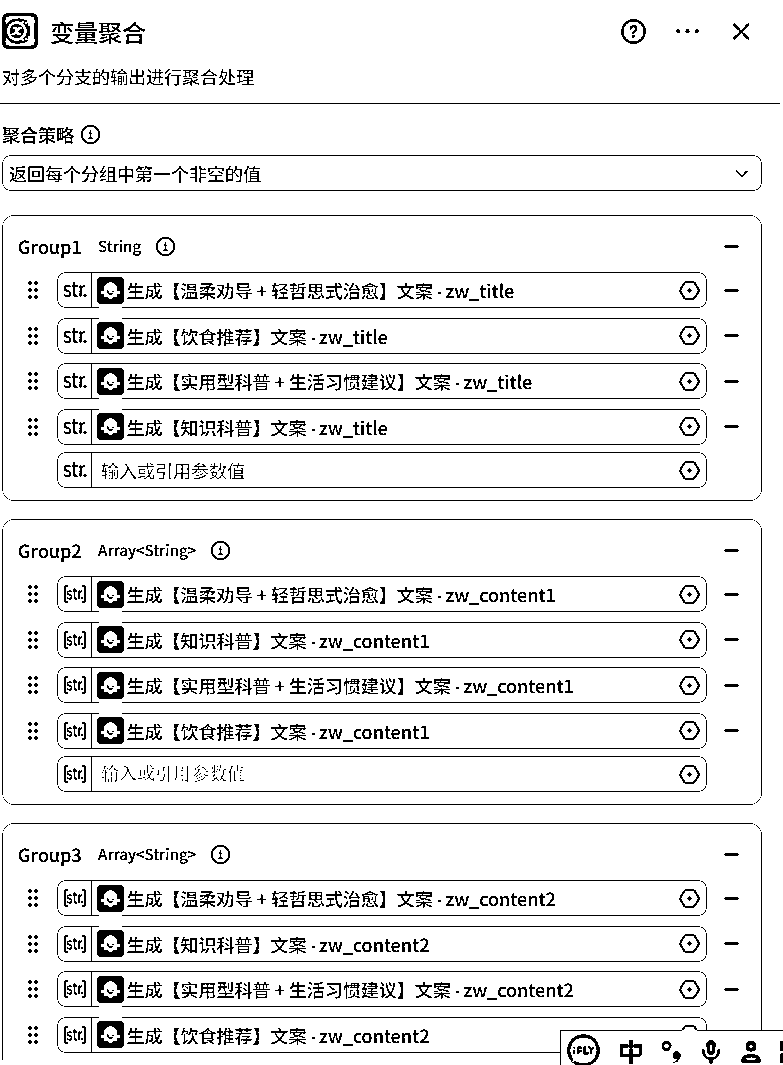 变量聚合
对多个分支的输出进行聚合处理
聚合策略
返回每个分组中第一个非空的值
Group1 String
str. 生成【温柔劝导 + 轻哲思式治愈】文案 - zw_title
str. 生成【饮食推荐】文案 - zw_title
str. 生成【实用型科普 + 生活习惯建议】文案 - zw_title
str. 生成【知识科普】文案 - zw_title
str. 输入或引用参数值
Group2 Array<String>
[str] 生成【温柔劝导 + 轻哲思式治愈】文案 - zw_content1
[str] 生成【知识科普】文案 - zw_content1
[str] 生成【实用型科普 + 生活习惯建议】文案 - zw_content1
[str] 生成【饮食推荐】文案 - zw_content1
[str] 输入或引用参数值
Group3 Array<String>
[str] 生成【温柔劝导 + 轻哲思式治愈】文案 - zw_content2
[str] 生成【知识科普】文案 - zw_content2
[str] 生成【实用型科普 + 生活习惯建议】文案 - zw_content2
[str] 生成【饮食推荐】文案 - zw_content2
iFLY 中